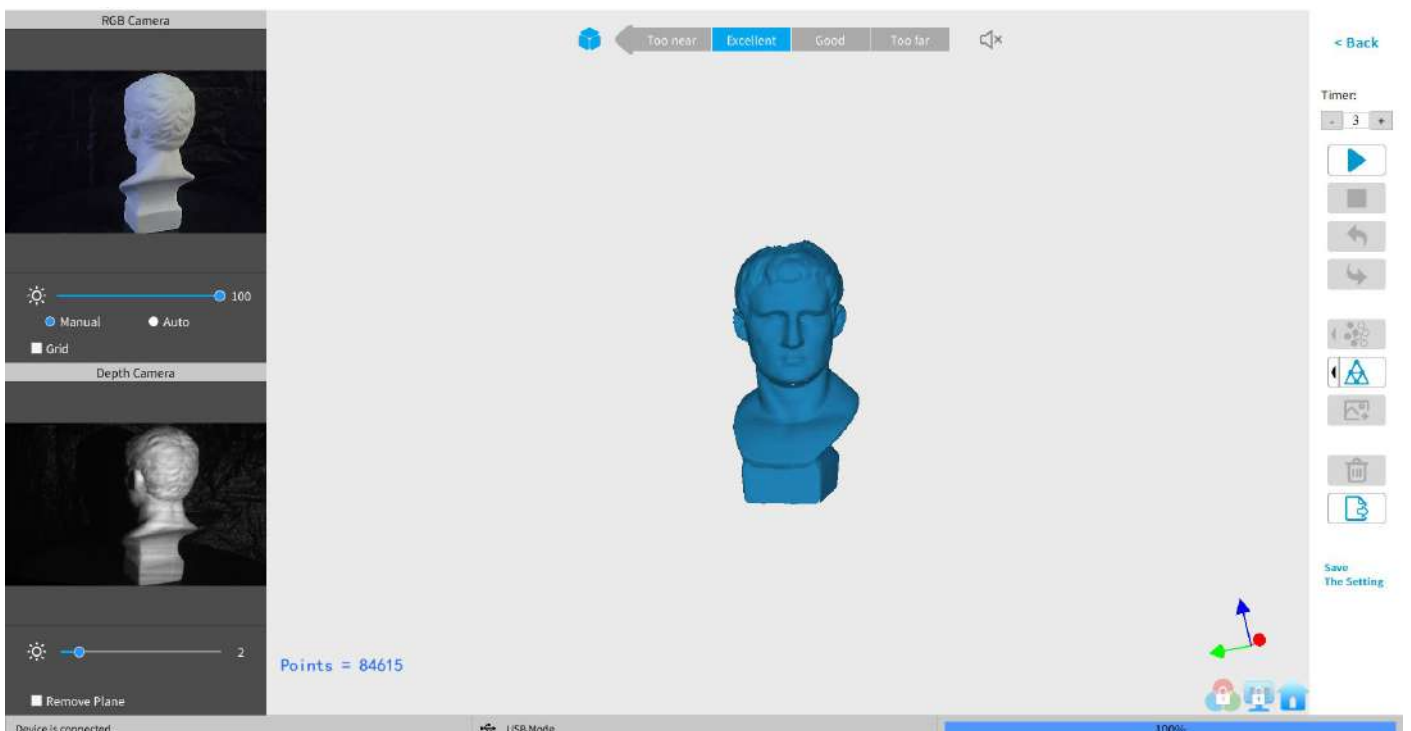 RGB Camera
Too near
Excellent
Good
Too far
< Back
Timer:
- 3 +
100
Manual
Auto
Grid
Depth Camera
2
Remove Plane
Points = 84615
Save
The Setting
Device is connected
USB Mode
100%